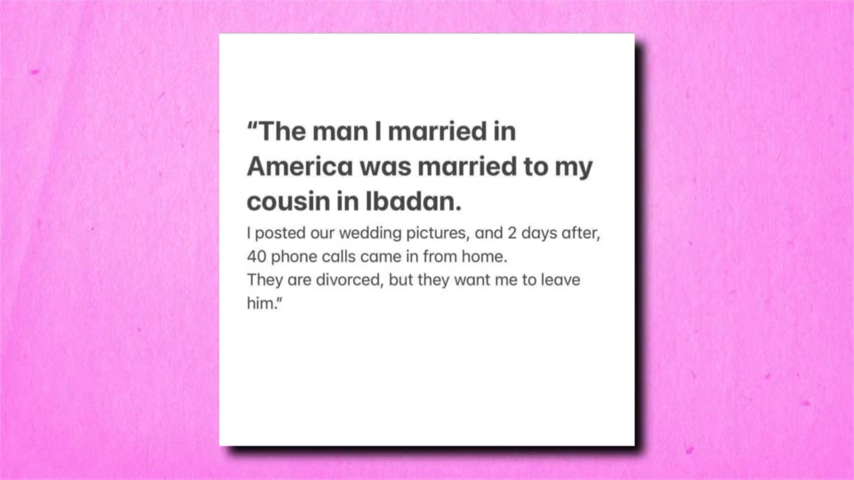 “The man I married in
America was married to my
cousin in Ibadan.
I posted our wedding pictures, and 2 days after,
40 phone calls came in from home.
They are divorced, but they want me to leave
him.”